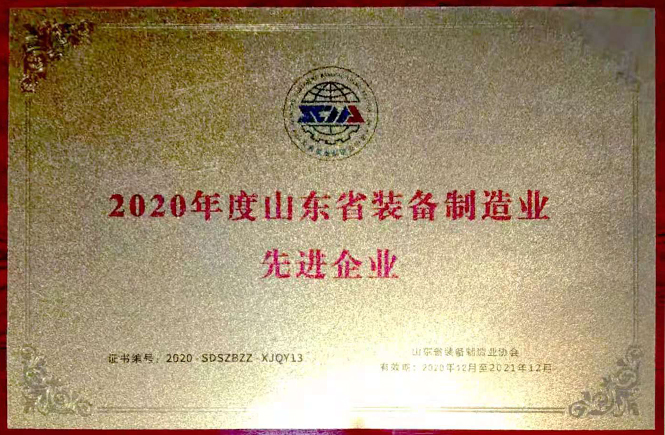 2020年度山东省装备制造业
先进企业
证书编号：2020-SDSZBZZ-XJQY13
山东省装备制造业协会
有效期：2020年12月至2021年12月